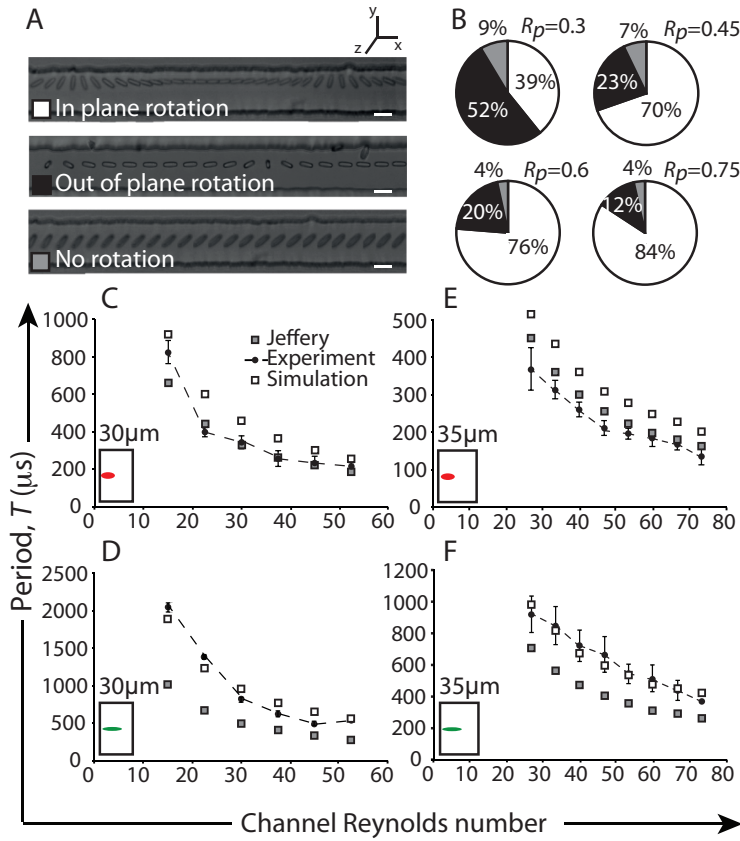 A
y
z
x
In plane rotation
Out of plane rotation
No rotation
B
9%
Rp=0.3
39%
52%
7%
Rp=0.45
23%
70%
4%
Rp=0.6
20%
76%
4%
Rp=0.75
12%
84%
Period, T (μs)
C
1000
800
600
400
200
0
0 10 20 30 40 50 60
30μm
Jeffery
Experiment
Simulation
E
500
400
300
200
100
0
0 10 20 30 40 50 60 70 80
35μm
D
2500
2000
1500
1000
500
0
0 10 20 30 40 50 60
30μm
F
1200
1000
800
600
400
200
0
0 10 20 30 40 50 60 70 80
35μm
Channel Reynolds number